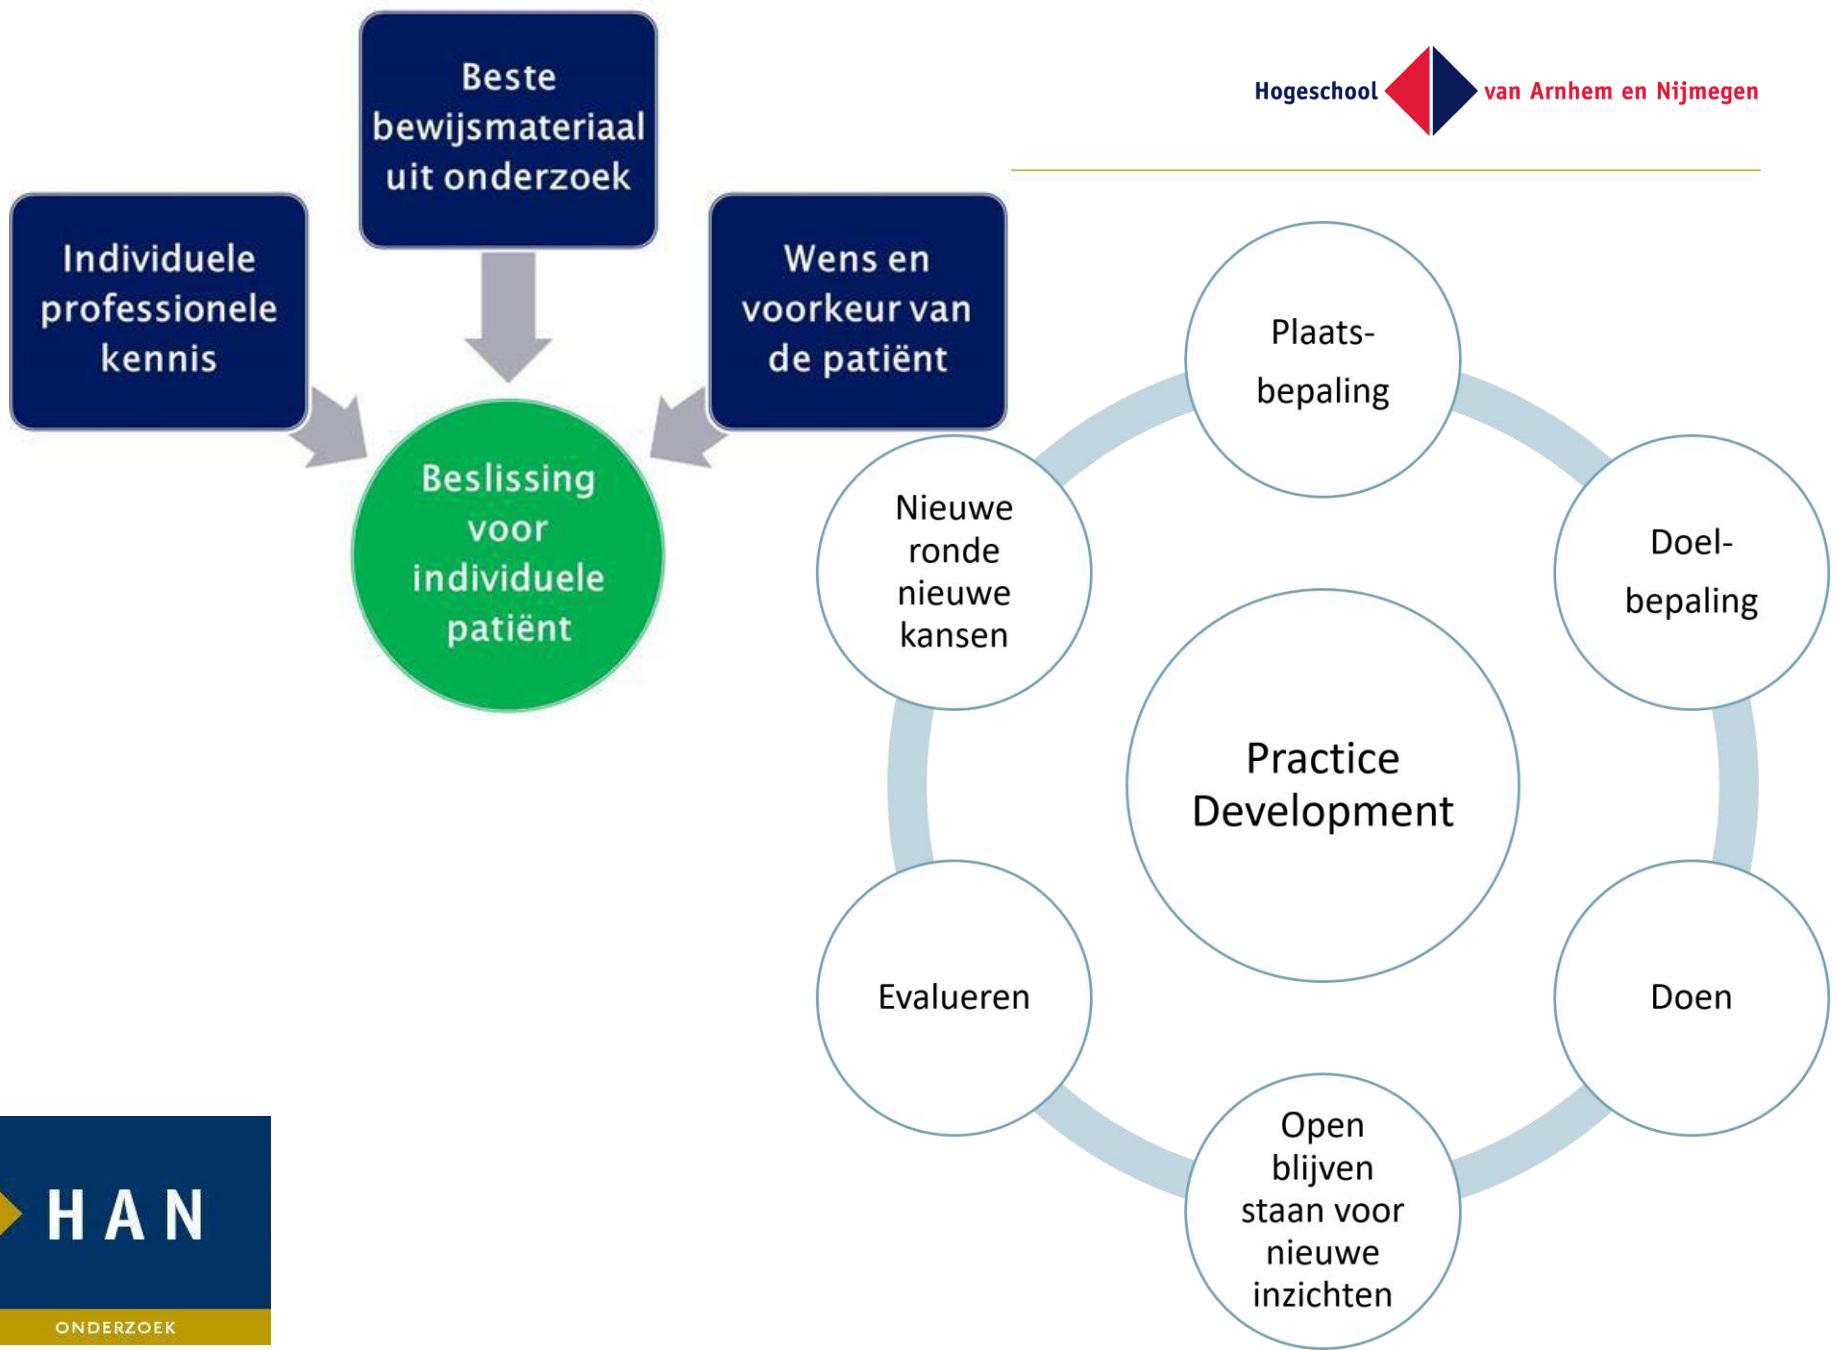 Beste
bewijsmateriaal
uit onderzoek
Individuele
professionele
kennis
Wens en
voorkeur van
de patiënt
Beslissing
voor
individuele
patiënt
Hogeschool van Arnhem en Nijmegen
Plaats-
bepaling
Doel-
bepaling
Doen
Open
blijven
staan voor
nieuwe
inzichten
Evalueren
Nieuwe
ronde
nieuwe
kansen
Practice
Development
HAN
ONDERZOEK